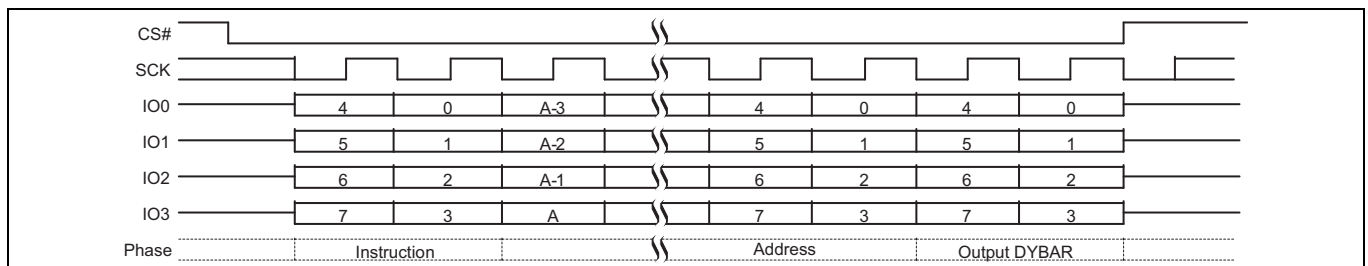 CS#
SCK
IO0 4 0 A-3 4 0 4 0
IO1 5 1 A-2 5 1 5 1
IO2 6 2 A-1 6 2 6 2
IO3 7 3 A 7 3 7 3
Phase Instruction Address Output DYBAR